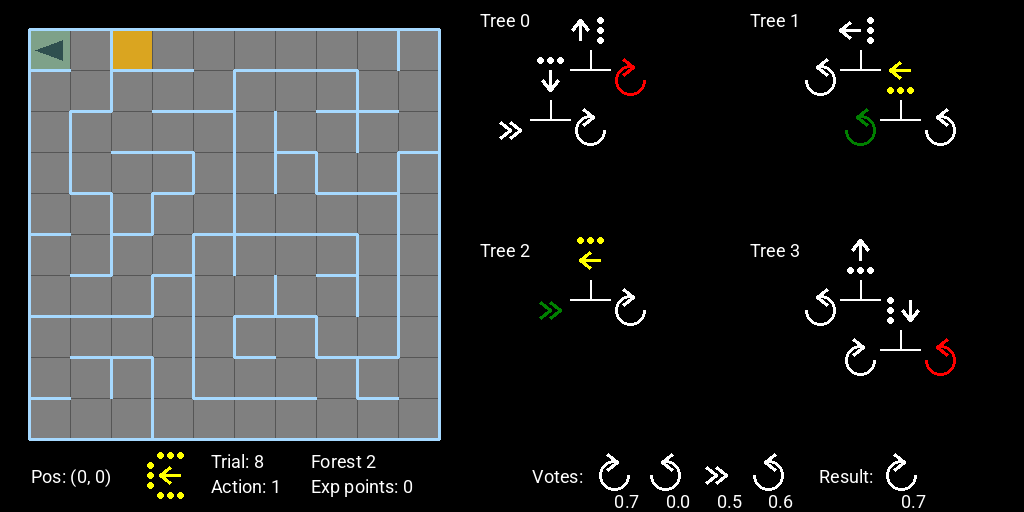 Tree 0
Tree 1
Tree 2
Tree 3
Pos: (0, 0)
Trial: 8
Forest 2
Action: 1
Exp points: 0
Votes:
0.7
0.0
0.5
0.6
Result:
0.7